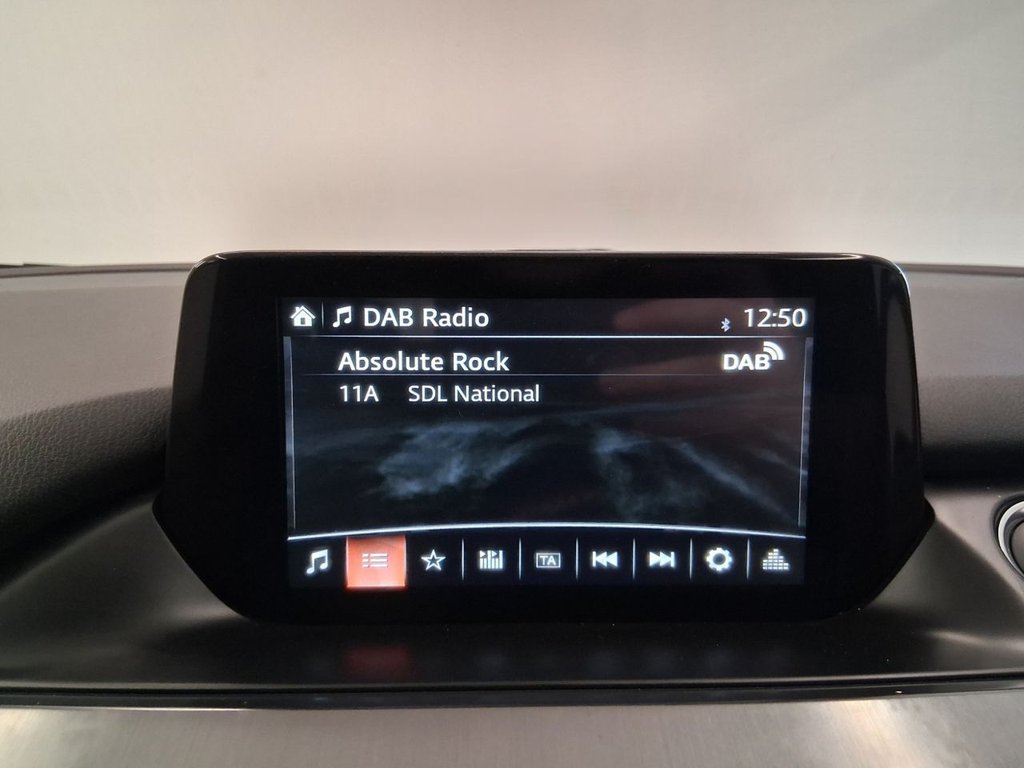 DAB Radio 12:50
Absolute Rock DAB
11A SDL National
TA